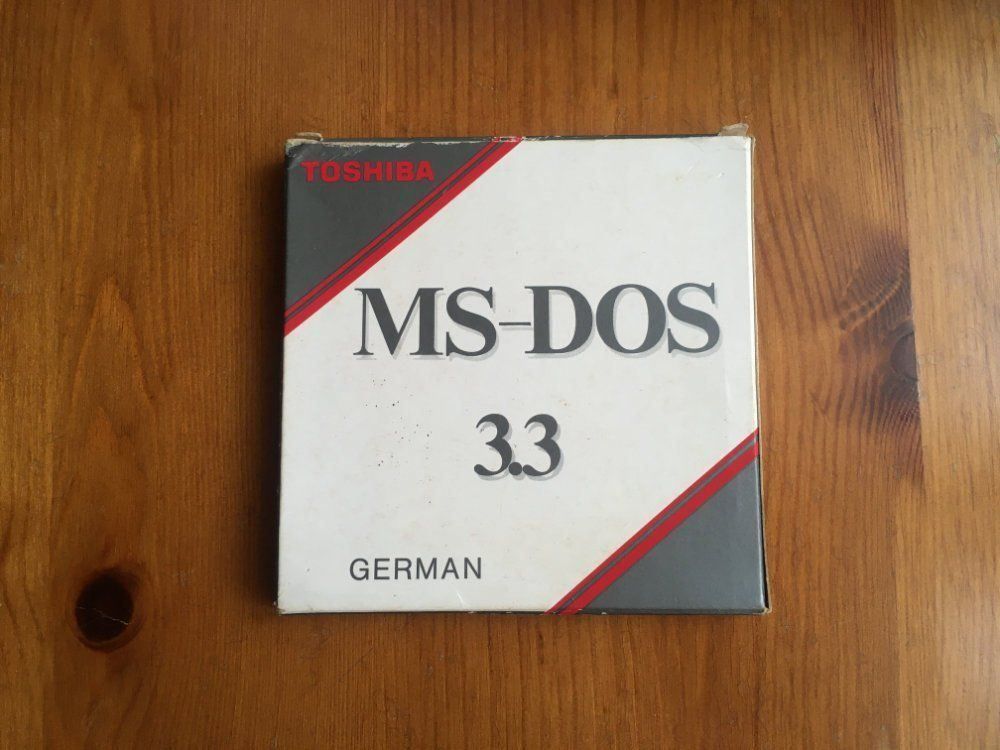 TOSHIBA
MS-DOS
3.3
GERMAN